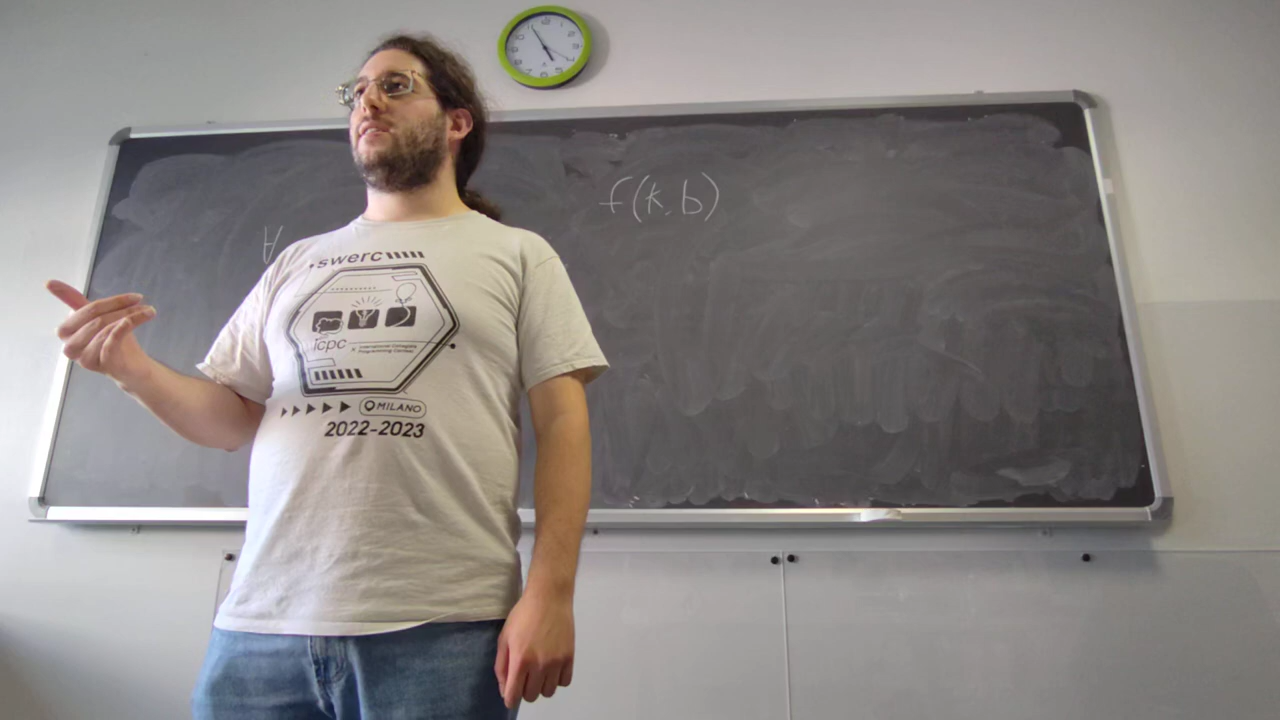 ∀
f(k, b)
swerc
icpc
International Collegiate
Programming Contest
MILANO
2022-2023